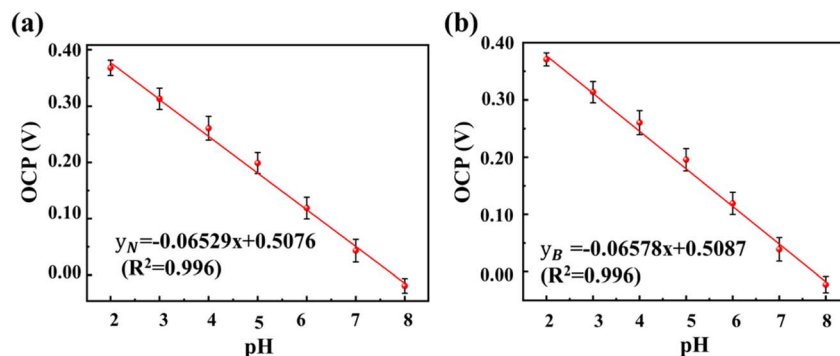 (a)
OCP (V)
0.40
0.30
0.20
0.10
0.00
y_N=-0.06529x+0.5076
(R²=0.996)
2 3 4 5 6 7 8
pH
(b)
OCP (V)
0.40
0.30
0.20
0.10
0.00
y_B =-0.06578x+0.5087
(R²=0.996)
2 3 4 5 6 7 8
pH